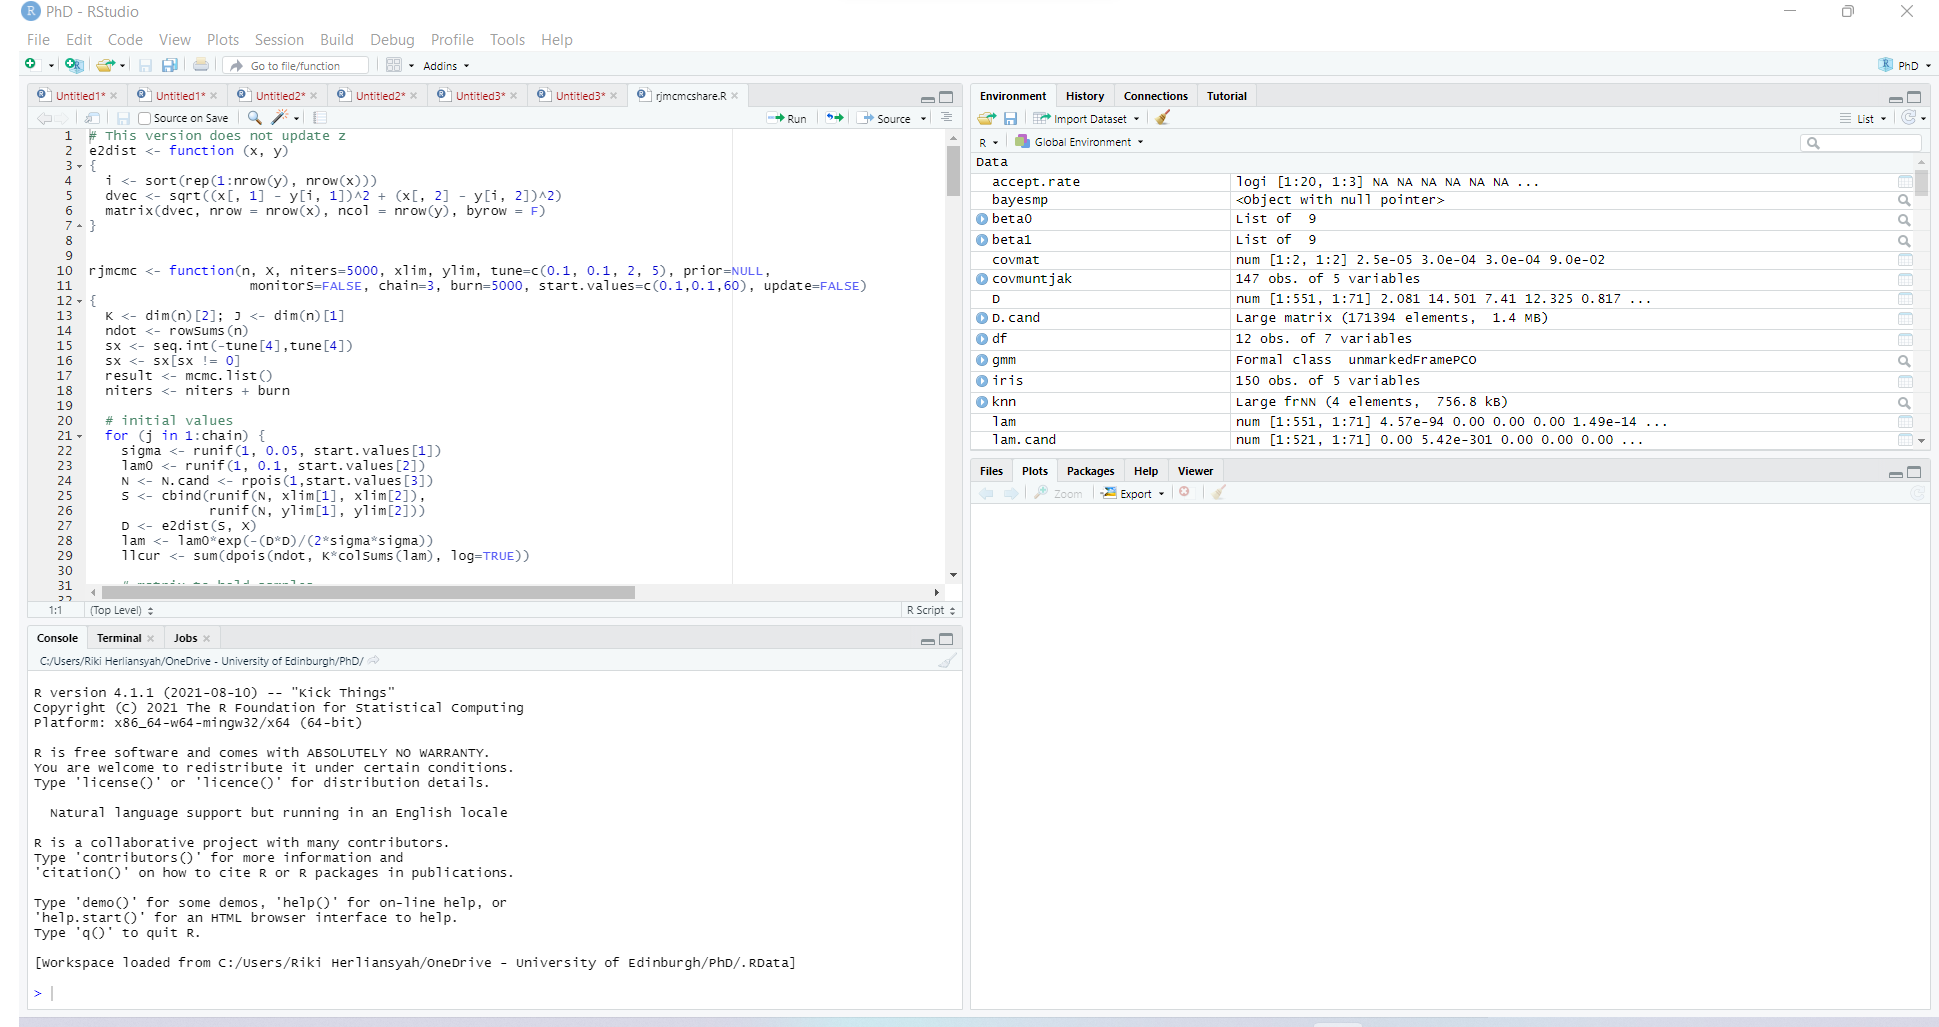 PhD - RStudio
File Edit Code View Plots Session Build Debug Profile Tools Help
Go to file/function Addins PhD
Untitled1* Untitled1* Untitled2* Untitled2* Untitled3* Untitled3* rjmcmcshare.R
Source on Save Run Source
1 # This version does not update z
2 e2dist <- function (x, y)
3 {
4 i <- sort(rep(1:nrow(y), nrow(x)))
5 dvec <- sqrt((x[, 1] - y[i, 1])^2 + (x[, 2] - y[i, 2])^2)
6 matrix(dvec, nrow = nrow(x), ncol = nrow(y), byrow = F)
7 }
8
9
10 rjmcmc <- function(n, X, niters=5000, xlim, ylim, tune=c(0.1, 0.1, 2, 5), prior=NULL,
11 monitorS=FALSE, chain=3, burn=5000, start.values=c(0.1,0.1,60), update=FALSE)
12 {
13 K <- dim(n)[2]; J <- dim(n)[1]
14 ndot <- rowSums(n)
15 sx <- seq.int(-tune[4],tune[4])
16 sx <- sx[sx != 0]
17 result <- mcmc.list()
18 niters <- niters + burn
19
20 # initial values
21 for (j in 1:chain) {
22 sigma <- runif(1, 0.05, start.values[1])
23 lam0 <- runif(1, 0.1, start.values[2])
24 N <- N.cand <- rpois(1,start.values[3])
25 S <- cbind(runif(N, xlim[1], xlim[2]),
26 runif(N, ylim[1], ylim[2]))
27 D <- e2dist(S, X)
28 lam <- lam0*exp(-(D*D)/(2*sigma*sigma))
29 llcur <- sum(dpois(ndot, K*colSums(lam), log=TRUE))
30
31 # matrix to hold samples
32
1:1 (Top Level) R Script
Console Terminal Jobs
C:/Users/Riki Herliansyah/OneDrive - University of Edinburgh/PhD/
R version 4.1.1 (2021-08-10) -- "Kick Things"
Copyright (C) 2021 The R Foundation for Statistical Computing
Platform: x86_64-w64-mingw32/x64 (64-bit)
R is free software and comes with ABSOLUTELY NO WARRANTY.
You are welcome to redistribute it under certain conditions.
Type 'license()' or 'licence()' for distribution details.
Natural language support but running in an English locale
R is a collaborative project with many contributors.
Type 'contributors()' for more information and
'citation()' on how to cite R or R packages in publications.
Type 'demo()' for some demos, 'help()' for on-line help, or
'help.start()' for an HTML browser interface to help.
Type 'q()' to quit R.
[Workspace loaded from C:/Users/Riki Herliansyah/OneDrive - University of Edinburgh/PhD/.RData]
>
Environment History Connections Tutorial
Import Dataset List
R Global Environment
Data
accept.rate logi [1:20, 1:3] NA NA NA NA NA NA ...
bayesmp <Object with null pointer>
beta0 List of 9
beta1 List of 9
covmat num [1:2, 1:2] 2.5e-05 3.0e-04 3.0e-04 9.0e-02
covmuntjak 147 obs. of 5 variables
D num [1:551, 1:71] 2.081 14.501 7.41 12.325 0.817 ...
D.cand Large matrix (171394 elements, 1.4 MB)
df 12 obs. of 7 variables
gmm Formal class unmarkedFramePCO
iris 150 obs. of 5 variables
knn Large frNN (4 elements, 756.8 kB)
lam num [1:551, 1:71] 4.57e-94 0.00 0.00 0.00 1.49e-14 ...
lam.cand num [1:521, 1:71] 0.00 5.42e-301 0.00 0.00 0.00 ...
Files Plots Packages Help Viewer
Zoom Export